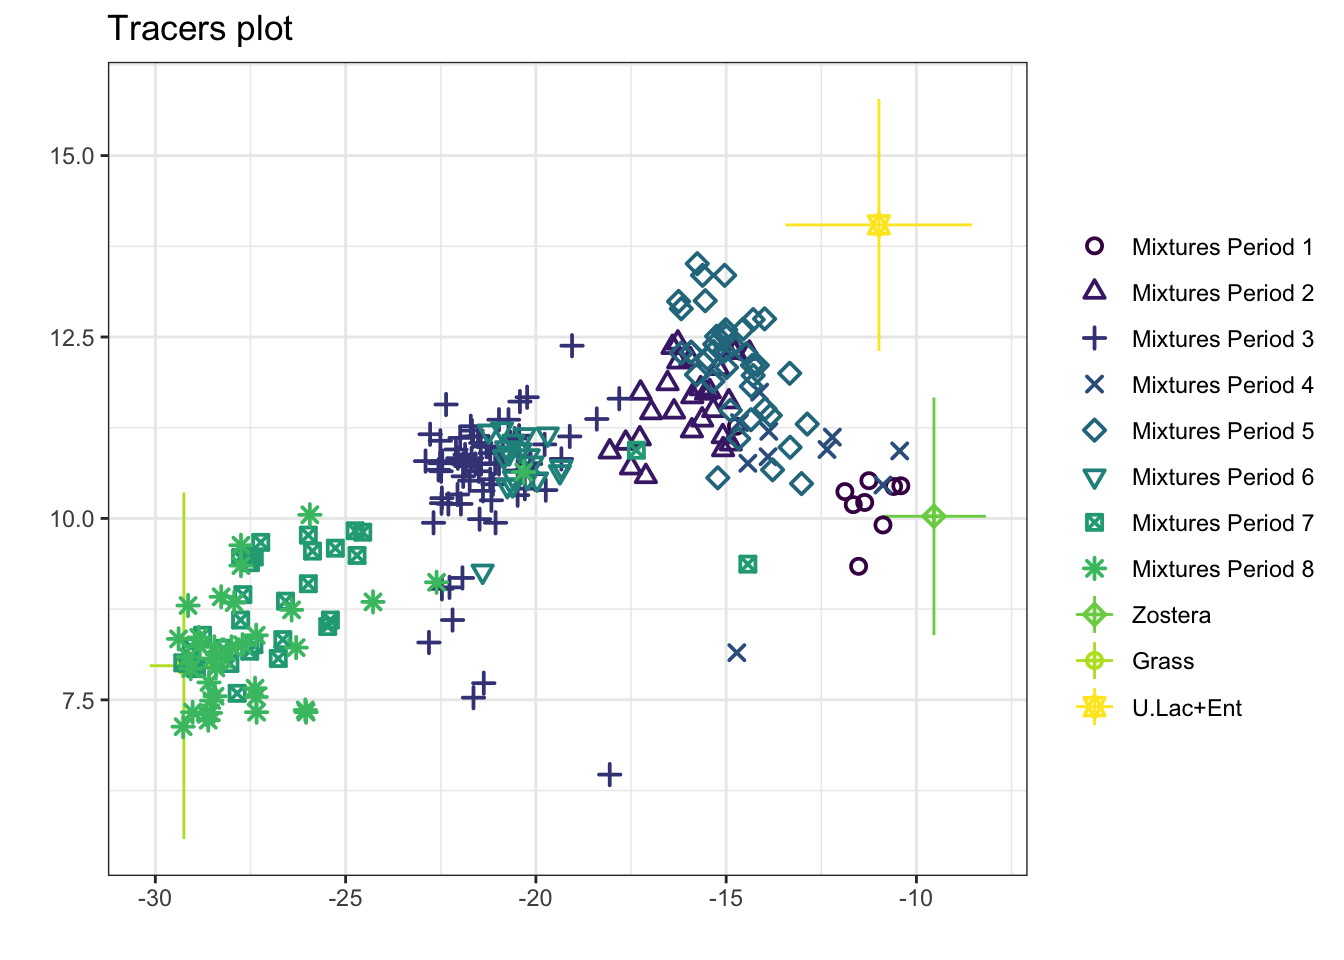 Tracers plot
15.0
12.5
10.0
7.5
-30
-25
-20
-15
-10
Mixtures Period 1
Mixtures Period 2
Mixtures Period 3
Mixtures Period 4
Mixtures Period 5
Mixtures Period 6
Mixtures Period 7
Mixtures Period 8
Zostera
Grass
U.Lac+Ent